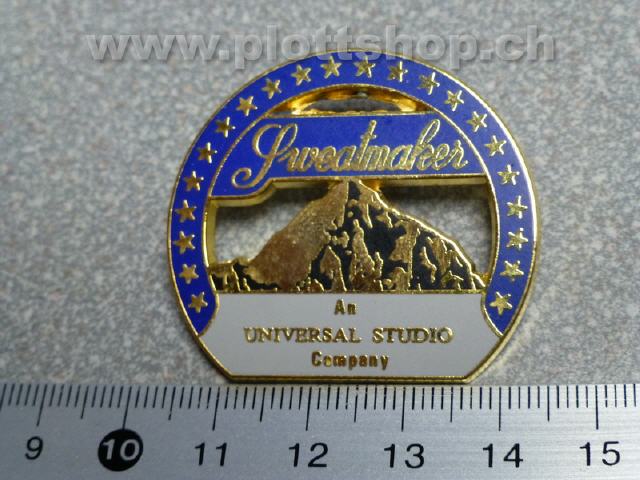 www.plottshop.ch
Sweatmaker
An
UNIVERSAL STUDIO
Company
9 10 11 12 13 14 15